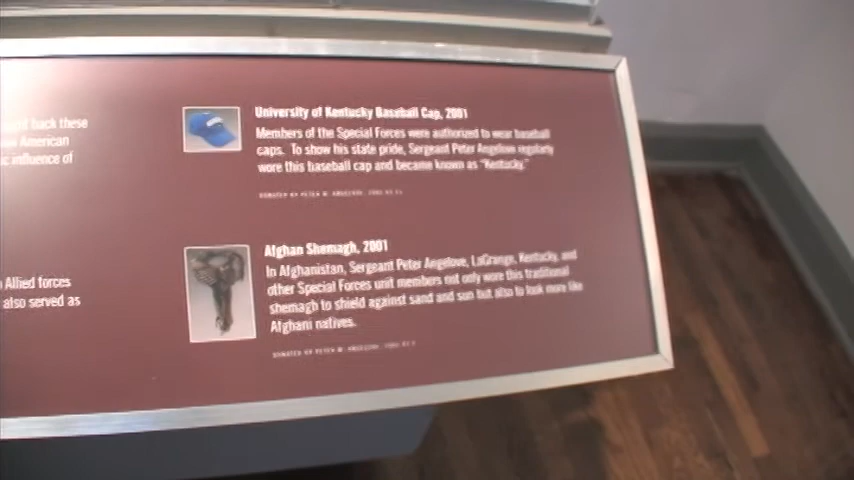 back these
American
influence of
Allied forces
also served as
University of Kentucky Baseball Cap, 2001
Members of the Special Forces were authorized to wear baseball
caps. To show his state pride, Sergeant Peter Angelove regularly
wore this baseball cap and became known as "Kentucky."
Afghan Shemagh, 2001
In Afghanistan, Sergeant Peter Angelove, LaGrange, Kentucky, and
other Special Forces unit members not only wore this traditional
shemagh to shield against sand and sun but also to look more like
Afghani natives.